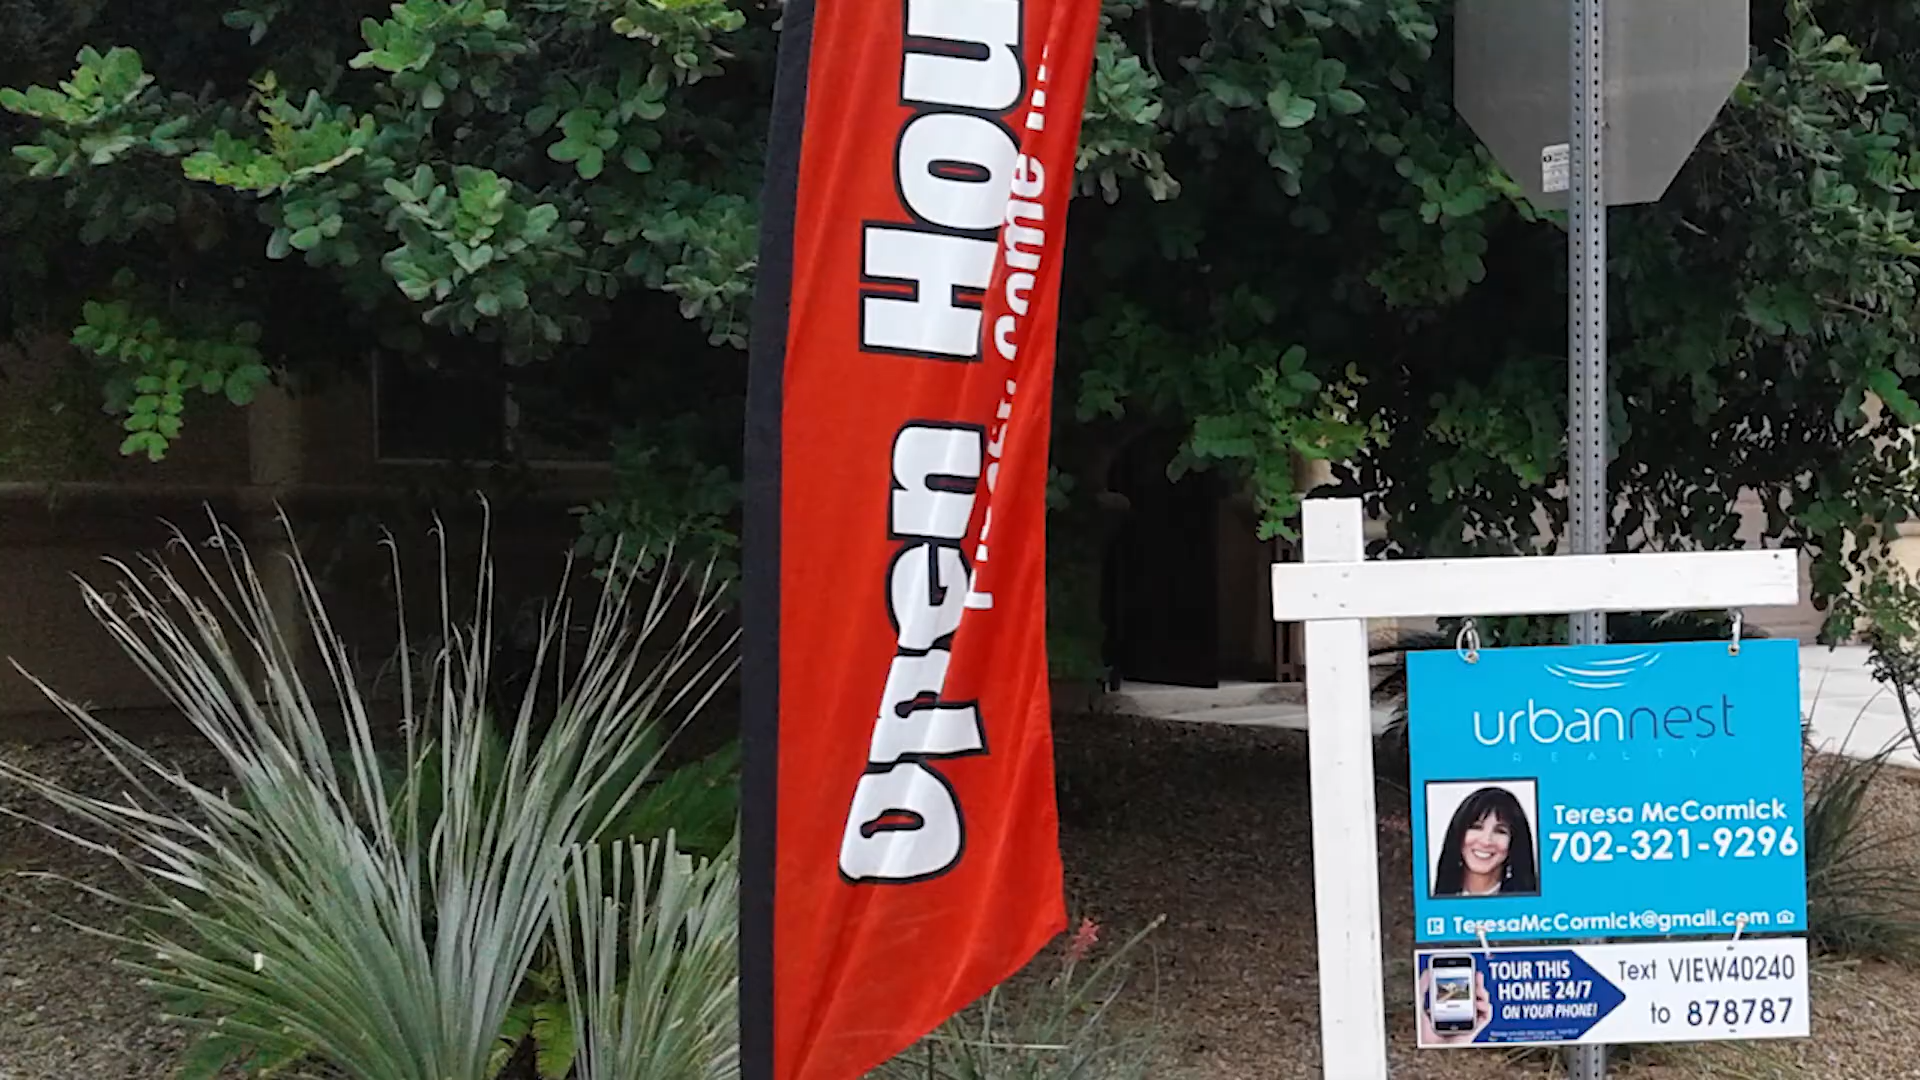 Open Hou
come in
urbannest
REALTY
Teresa McCormick
702-321-9296
TeresaMcCormick@gmail.com
TOUR THIS
HOME 24/7
ON YOUR PHONE!
Text VIEW40240
to 878787